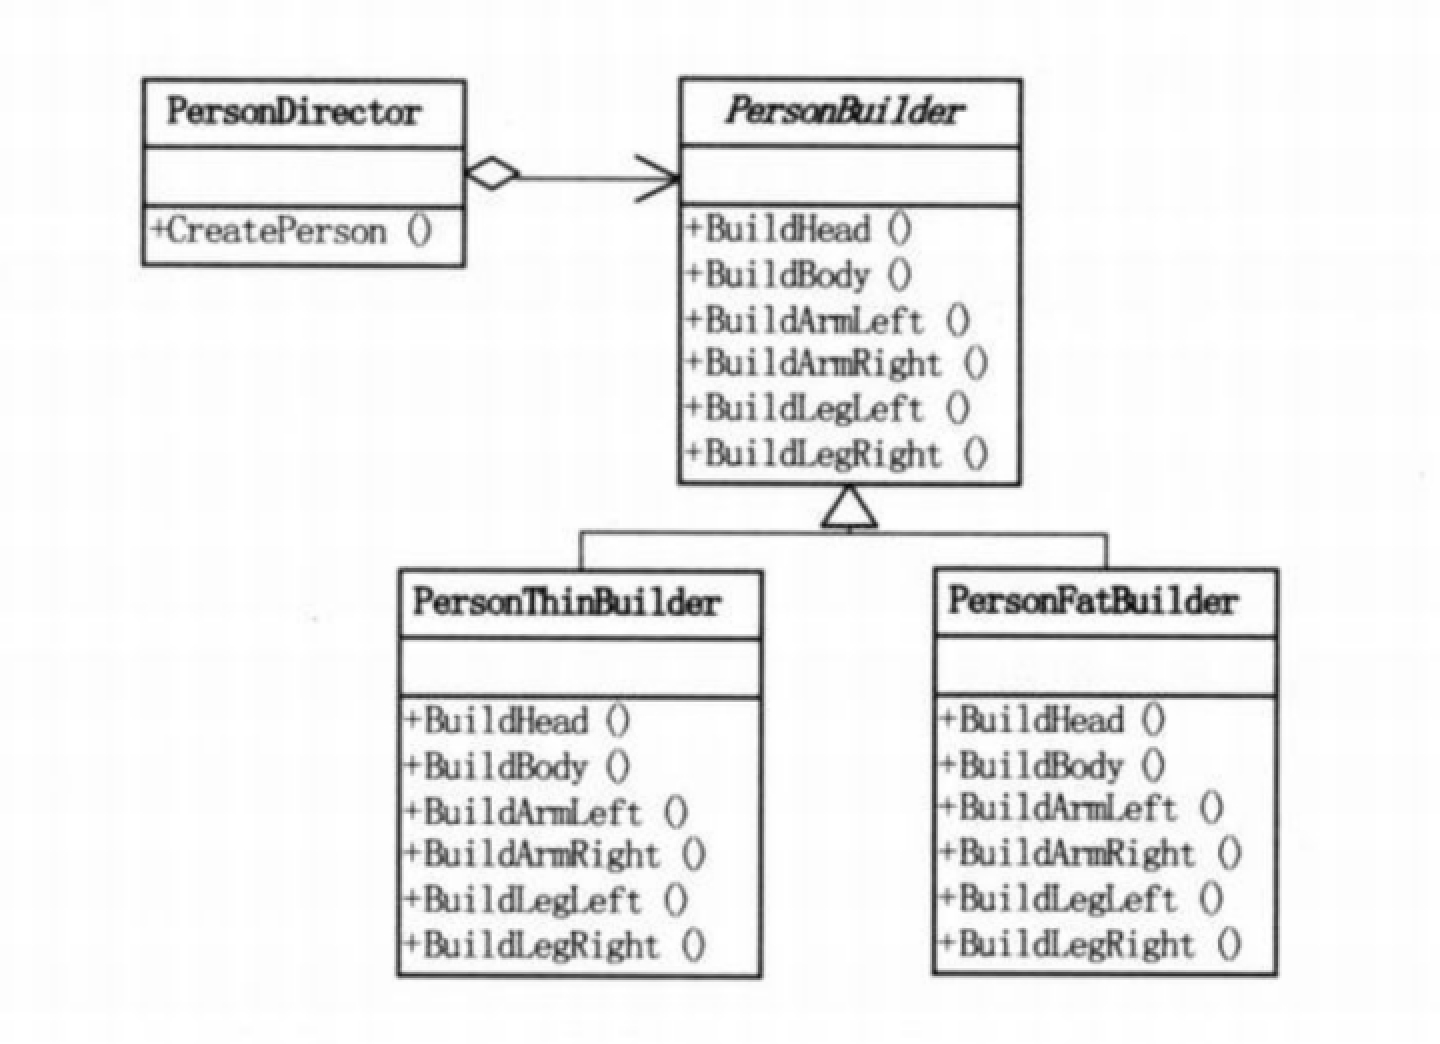 PersonDirector
+CreatePerson ()
PersonBuilder
+BuildHead ()
+BuildBody ()
+BuildArmLeft ()
+BuildArmRight ()
+BuildLegLeft ()
+BuildLegRight ()
PersonThinBuilder
+BuildHead ()
+BuildBody ()
+BuildArmLeft ()
+BuildArmRight ()
+BuildLegLeft ()
+BuildLegRight ()
PersonFatBuilder
+BuildHead ()
+BuildBody ()
+BuildArmLeft ()
+BuildArmRight ()
+BuildLegLeft ()
+BuildLegRight ()